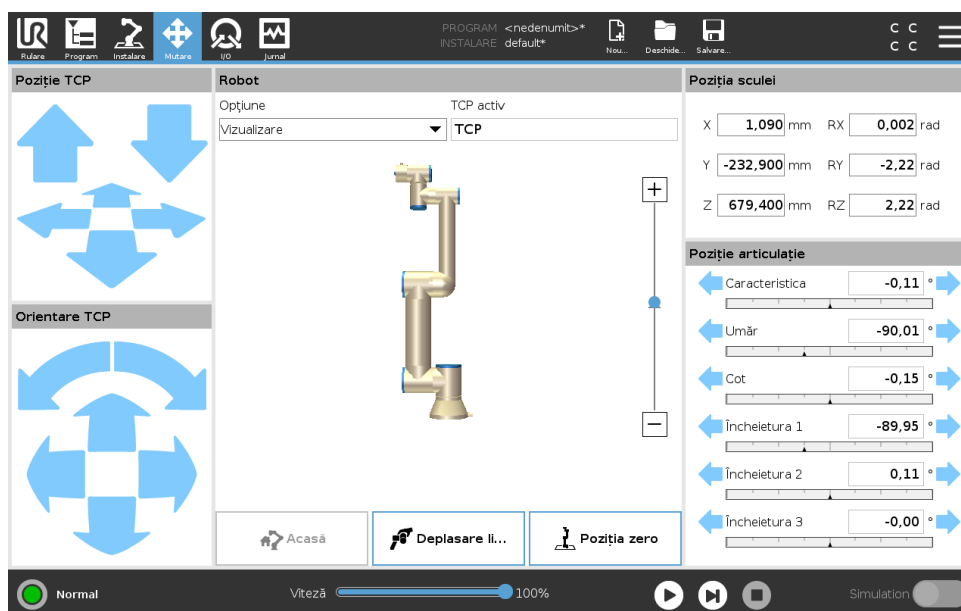 PROGRAM <nedenumit>*
INSTALARE default*
C C
C C
Rulare Program Instalare Mutare I/O Jurnal Nou... Deschide... Salvare...
Poziție TCP
Robot
Poziția sculei
Opțiune
TCP activ
Vizualizare
TCP
X 1,090 mm RX 0,002 rad
Y -232,900 mm RY -2,22 rad
Z 679,400 mm RZ 2,22 rad
Poziție articulație
Caracteristica -0,11 °
Umăr -90,01 °
Cot -0,15 °
Încheietura 1 -89,95 °
Încheietura 2 0,11 °
Încheietura 3 -0,00 °
Orientare TCP
Acasă
Deplasare li...
Poziția zero
Normal
Viteză 100%
Simulation